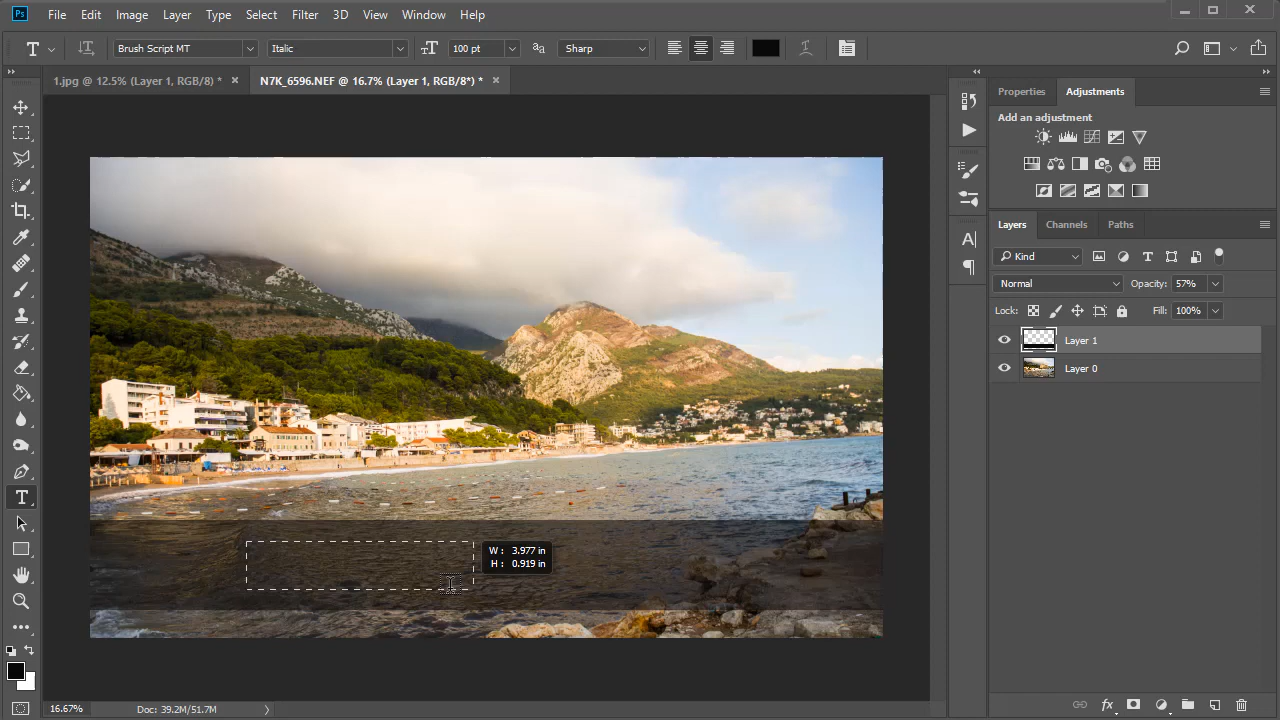 Ps File Edit Image Layer Type Select Filter 3D View Window Help
T Brush Script MT Italic 100 pt Sharp
1.jpg @ 12.5% (Layer 1, RGB/8) * × N7K_6596.NEF @ 16.7% (Layer 1, RGB/8*) * ×
Properties Adjustments
Add an adjustment
Layers Channels Paths
Kind
Normal Opacity: 57%
Lock: Fill: 100%
Layer 1
Layer 0
W : 3.977 in
H : 0.919 in
16.67% Doc: 39.2M/51.7M